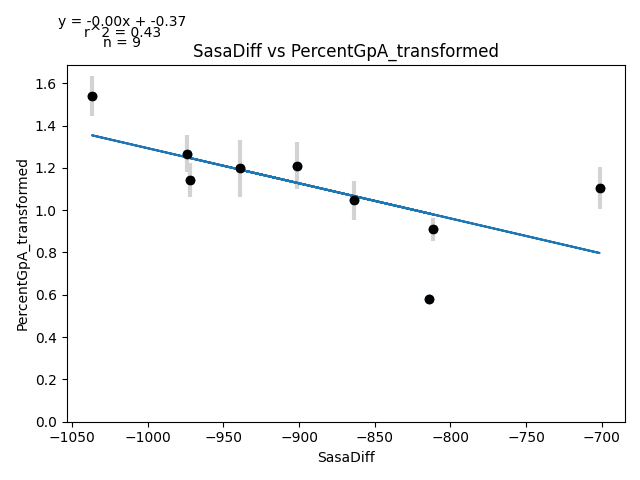 y = -0.00x + -0.37
r^2 = 0.43
n = 9
SasaDiff vs PercentGpA_transformed
1.6
1.4
1.2
1.0
0.8
0.6
0.4
0.2
0.0
PercentGpA_transformed
−1050 −1000 −950 −900 −850 −800 −750 −700
SasaDiff